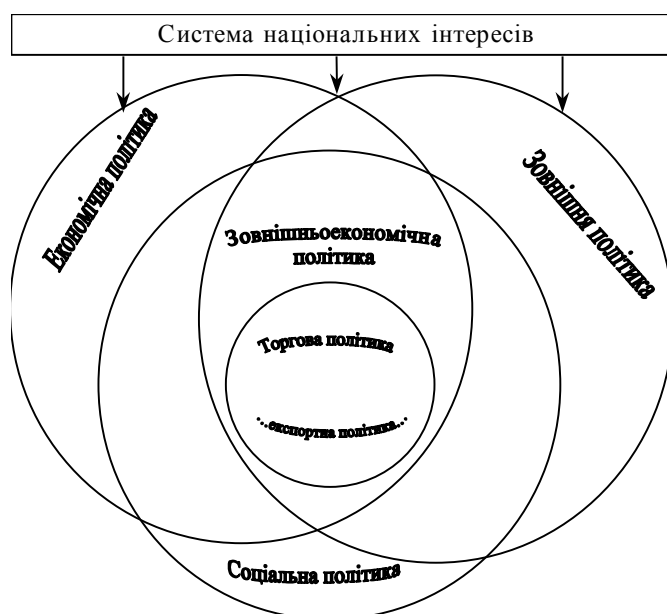 Система національних інтересів
Економічна політика
Зовнішня політика
Зовнішньоекономічна
політика
Торгова політика
...експортна політика...
Соціальна політика